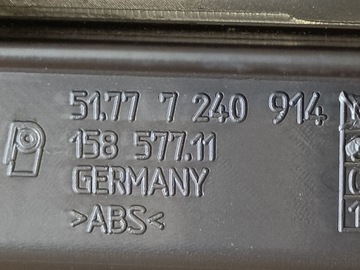 51.77 7 240 914
158 577.11
GERMANY
>ABS<